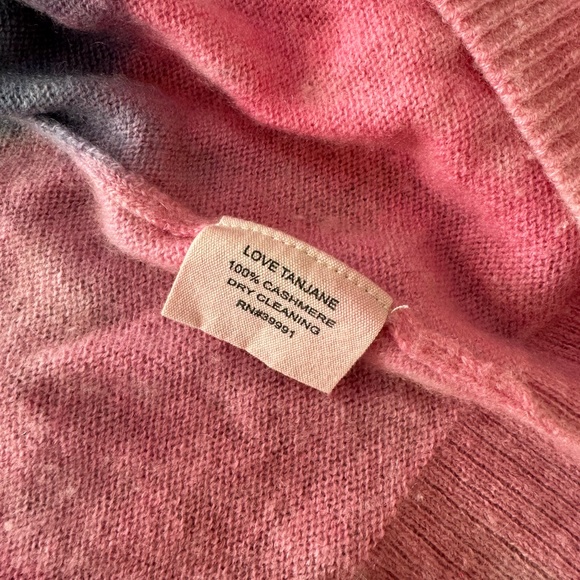 LOVE TANJANE
100% CASHMERE
DRY CLEANING
RN#39991